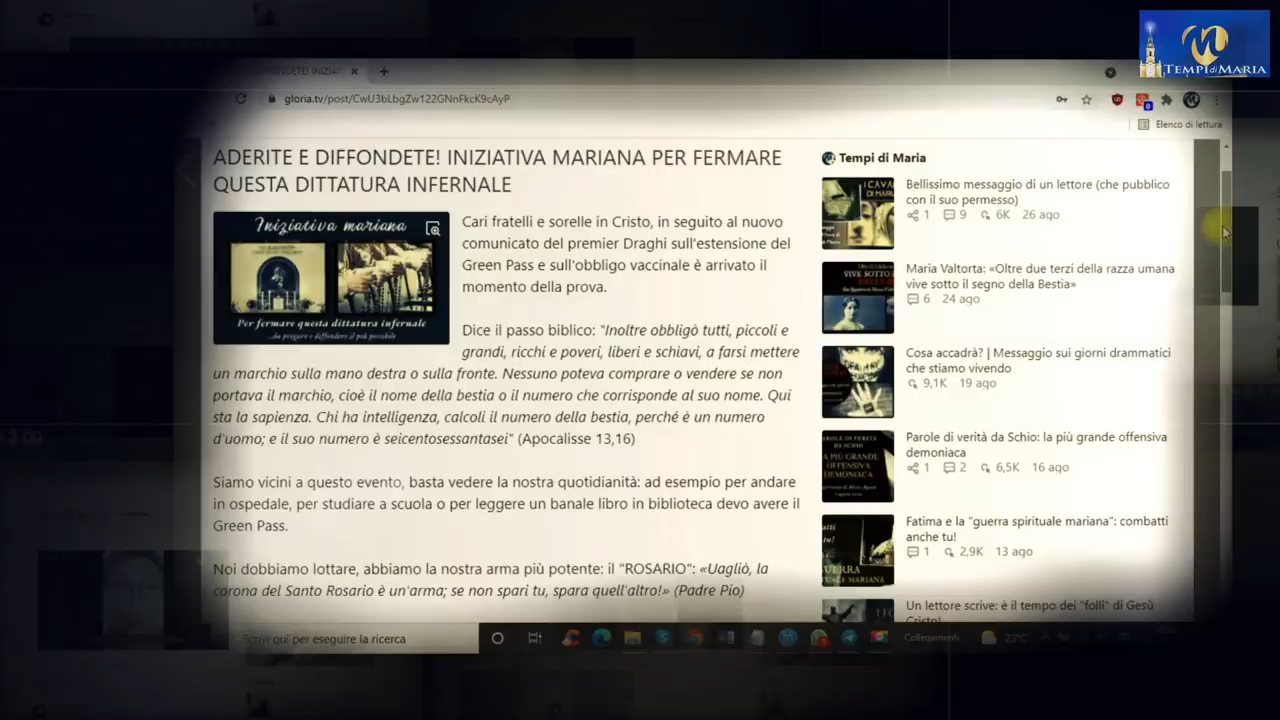 TEMPI di MARIA
gloria.tv/post/CwU3bLbgZw122GNnFkcK9cAyP
Elenco di lettura
ADERITE E DIFFONDETE! INIZIATIVA MARIANA PER FERMARE
QUESTA DITTATURA INFERNALE
Iniziativa mariana
Per fermare questa dittatura infernale
...da pregare e diffondere il più possibile
Cari fratelli e sorelle in Cristo, in seguito al nuovo
comunicato del premier Draghi sull'estensione del
Green Pass e sull'obbligo vaccinale è arrivato il
momento della prova.
Dice il passo biblico: "Inoltre obbligò tutti, piccoli e
grandi, ricchi e poveri, liberi e schiavi, a farsi mettere
un marchio sulla mano destra o sulla fronte. Nessuno poteva comprare o vendere se non
portava il marchio, cioè il nome della bestia o il numero che corrisponde al suo nome. Qui
sta la sapienza. Chi ha intelligenza, calcoli il numero della bestia, perché è un numero
d'uomo; e il suo numero è seicentosessantasei" (Apocalisse 13,16)
Siamo vicini a questo evento, basta vedere la nostra quotidianità: ad esempio per andare
in ospedale, per studiare a scuola o per leggere un banale libro in biblioteca devo avere il
Green Pass.
Noi dobbiamo lottare, abbiamo la nostra arma più potente: il "ROSARIO": «Uagliò, la
corona del Santo Rosario è un'arma; se non spari tu, spara quell'altro!» (Padre Pio)
Tempi di Maria
Bellissimo messaggio di un lettore (che pubblico
con il suo permesso)
1 9 6K 26 ago
Maria Valtorta: «Oltre due terzi della razza umana
vive sotto il segno della Bestia»
6 24 ago
Cosa accadrà? | Messaggio sui giorni drammatici
che stiamo vivendo
9,1K 19 ago
Parole di verità da Schio: la più grande offensiva
demoniaca
1 2 6,5K 16 ago
Fatima e la "guerra spirituale mariana": combatti
anche tu!
1 2,9K 13 ago
Un lettore scrive: è il tempo dei "folli" di Gesù
Cristo!
Scrivi qui per eseguire la ricerca
Collegamenti
23°C